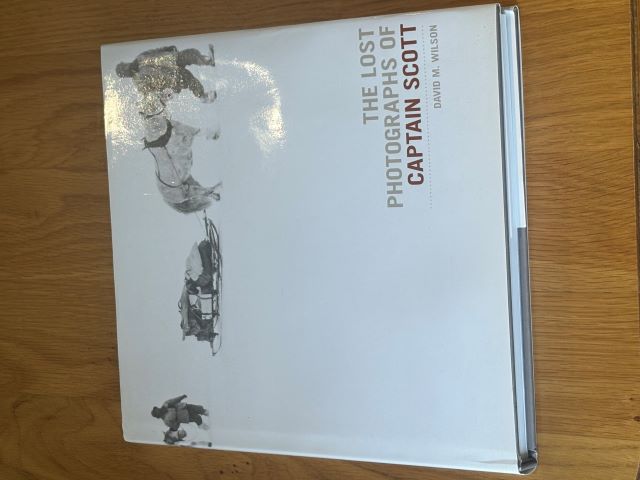 THE LOST
PHOTOGRAPHS OF
CAPTAIN SCOTT
DAVID M. WILSON